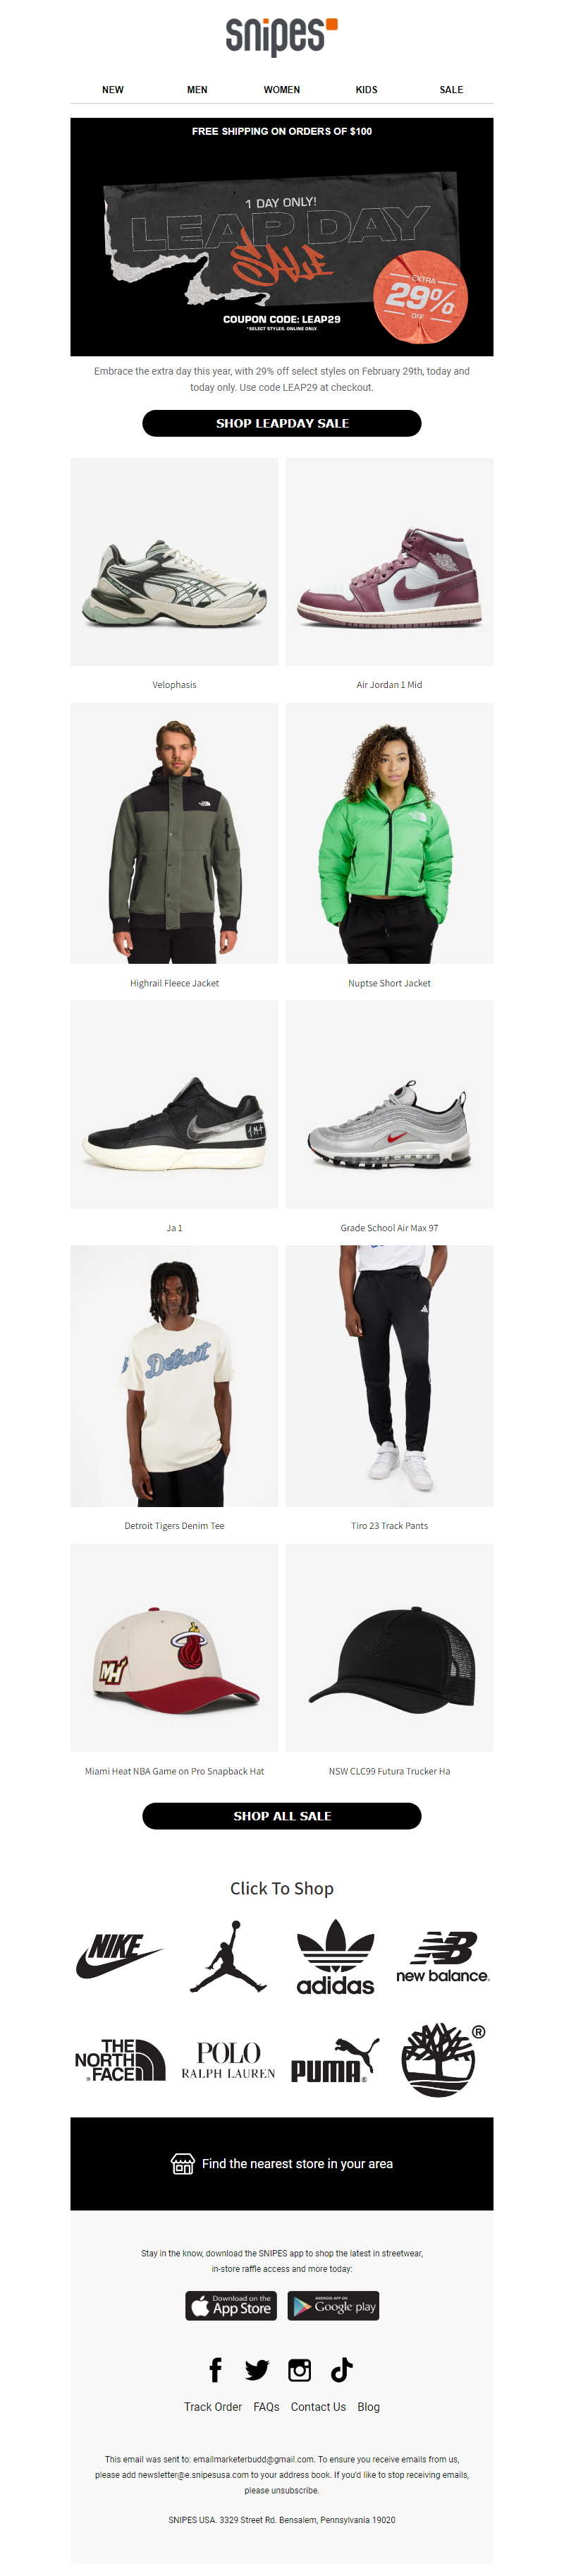 snipes
NEW MEN WOMEN KIDS SALE
FREE SHIPPING ON ORDERS OF $100
1 DAY ONLY!
LEAP DAY
SALE
EXTRA
29%
OFF
COUPON CODE: LEAP29
*SELECT STYLES. ONLINE ONLY.
Embrace the extra day this year, with 29% off select styles on February 29th, today and
today only. Use code LEAP29 at checkout.
SHOP LEAPDAY SALE
Velophasis
Air Jordan 1 Mid
Highrail Fleece Jacket
Nuptse Short Jacket
Ja 1
Grade School Air Max 97
Detroit
Detroit Tigers Denim Tee
Tiro 23 Track Pants
MH
Miami Heat NBA Game on Pro Snapback Hat
NSW CLC99 Futura Trucker Ha
SHOP ALL SALE
Click To Shop
NIKE
adidas
NB
new balance.
THE
NORTH
FACE
POLO
RALPH LAUREN
PUMA®
®
Find the nearest store in your area
Stay in the know, download the SNIPES app to shop the latest in streetwear,
in-store raffle access and more today:
Download on the
App Store
ANDROID APP ON
Google play
Track Order FAQs Contact Us Blog
This email was sent to: emailmarketerbudd@gmail.com. To ensure you receive emails from us,
please add newsletter@e.snipesusa.com to your address book. If you'd like to stop receiving emails,
please unsubscribe.
SNIPES USA. 3329 Street Rd. Bensalem, Pennsylvania 19020